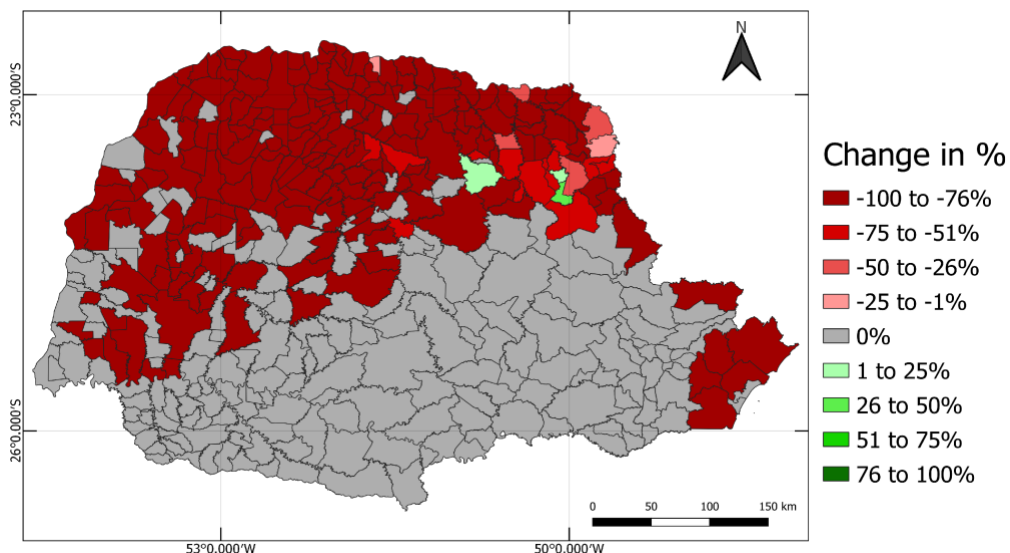 N
23°0.000'S
26°0.000'S
53°0.000'W
50°0.000'W
0 50 100 150 km
Change in %
-100 to -76%
-75 to -51%
-50 to -26%
-25 to -1%
0%
1 to 25%
26 to 50%
51 to 75%
76 to 100%